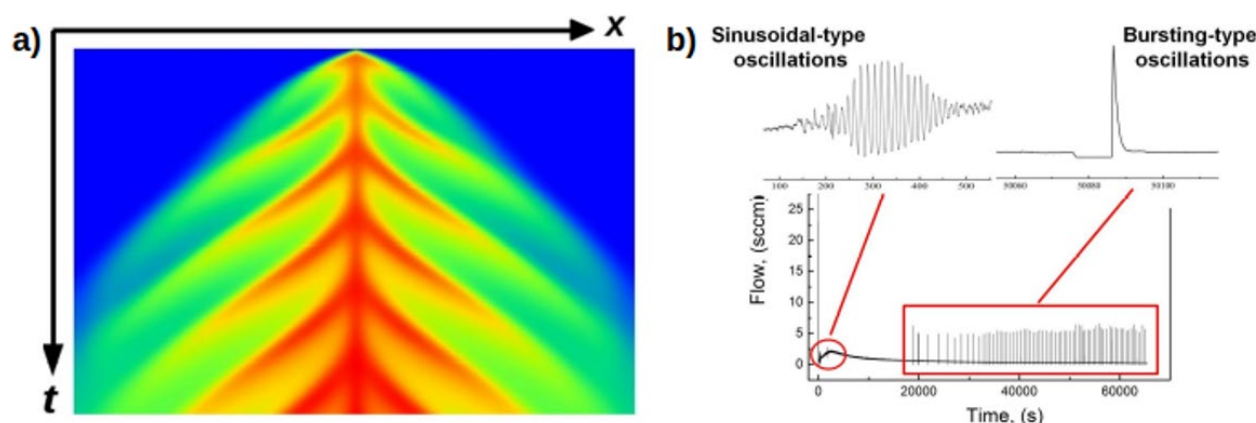 a)
x
t
b)
Sinusoidal-type
oscillations
Bursting-type
oscillations
100 200 300 400 500
50060 50080 50100
25
20
15
10
5
0
Flow, (sccm)
0 20000 40000 60000
Time, (s)